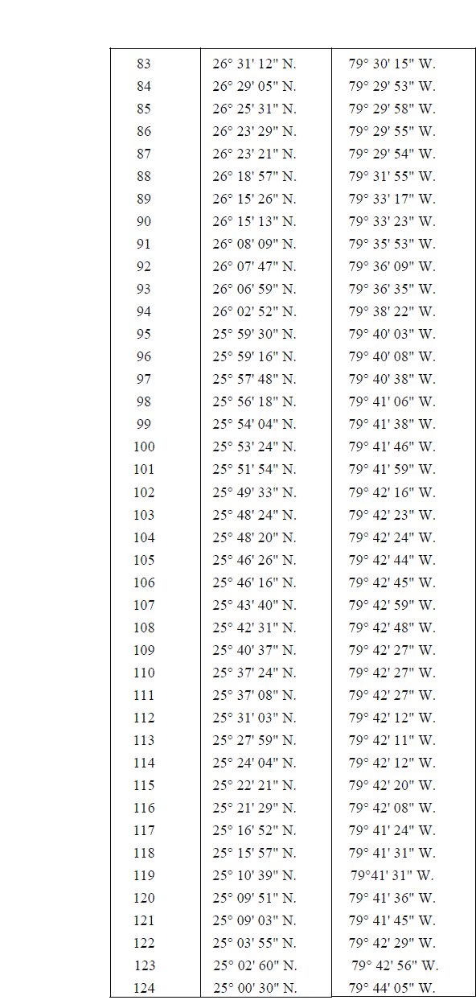 83 26° 31' 12" N. 79° 30' 15" W.
84 26° 29' 05" N. 79° 29' 53" W.
85 26° 25' 31" N. 79° 29' 58" W.
86 26° 23' 29" N. 79° 29' 55" W.
87 26° 23' 21" N. 79° 29' 54" W.
88 26° 18' 57" N. 79° 31' 55" W.
89 26° 15' 26" N. 79° 33' 17" W.
90 26° 15' 13" N. 79° 33' 23" W.
91 26° 08' 09" N. 79° 35' 53" W.
92 26° 07' 47" N. 79° 36' 09" W.
93 26° 06' 59" N. 79° 36' 35" W.
94 26° 02' 52" N. 79° 38' 22" W.
95 25° 59' 30" N. 79° 40' 03" W.
96 25° 59' 16" N. 79° 40' 08" W.
97 25° 57' 48" N. 79° 40' 38" W.
98 25° 56' 18" N. 79° 41' 06" W.
99 25° 54' 04" N. 79° 41' 38" W.
100 25° 53' 24" N. 79° 41' 46" W.
101 25° 51' 54" N. 79° 41' 59" W.
102 25° 49' 33" N. 79° 42' 16" W.
103 25° 48' 24" N. 79° 42' 23" W.
104 25° 48' 20" N. 79° 42' 24" W.
105 25° 46' 26" N. 79° 42' 44" W.
106 25° 46' 16" N. 79° 42' 45" W.
107 25° 43' 40" N. 79° 42' 59" W.
108 25° 42' 31" N. 79° 42' 48" W.
109 25° 40' 37" N. 79° 42' 27" W.
110 25° 37' 24" N. 79° 42' 27" W.
111 25° 37' 08" N. 79° 42' 27" W.
112 25° 31' 03" N. 79° 42' 12" W.
113 25° 27' 59" N. 79° 42' 11" W.
114 25° 24' 04" N. 79° 42' 12" W.
115 25° 22' 21" N. 79° 42' 20" W.
116 25° 21' 29" N. 79° 42' 08" W.
117 25° 16' 52" N. 79° 41' 24" W.
118 25° 15' 57" N. 79° 41' 31" W.
119 25° 10' 39" N. 79°41' 31" W.
120 25° 09' 51" N. 79° 41' 36" W.
121 25° 09' 03" N. 79° 41' 45" W.
122 25° 03' 55" N. 79° 42' 29" W.
123 25° 02' 60" N. 79° 42' 56" W.
124 25° 00' 30" N. 79° 44' 05" W.